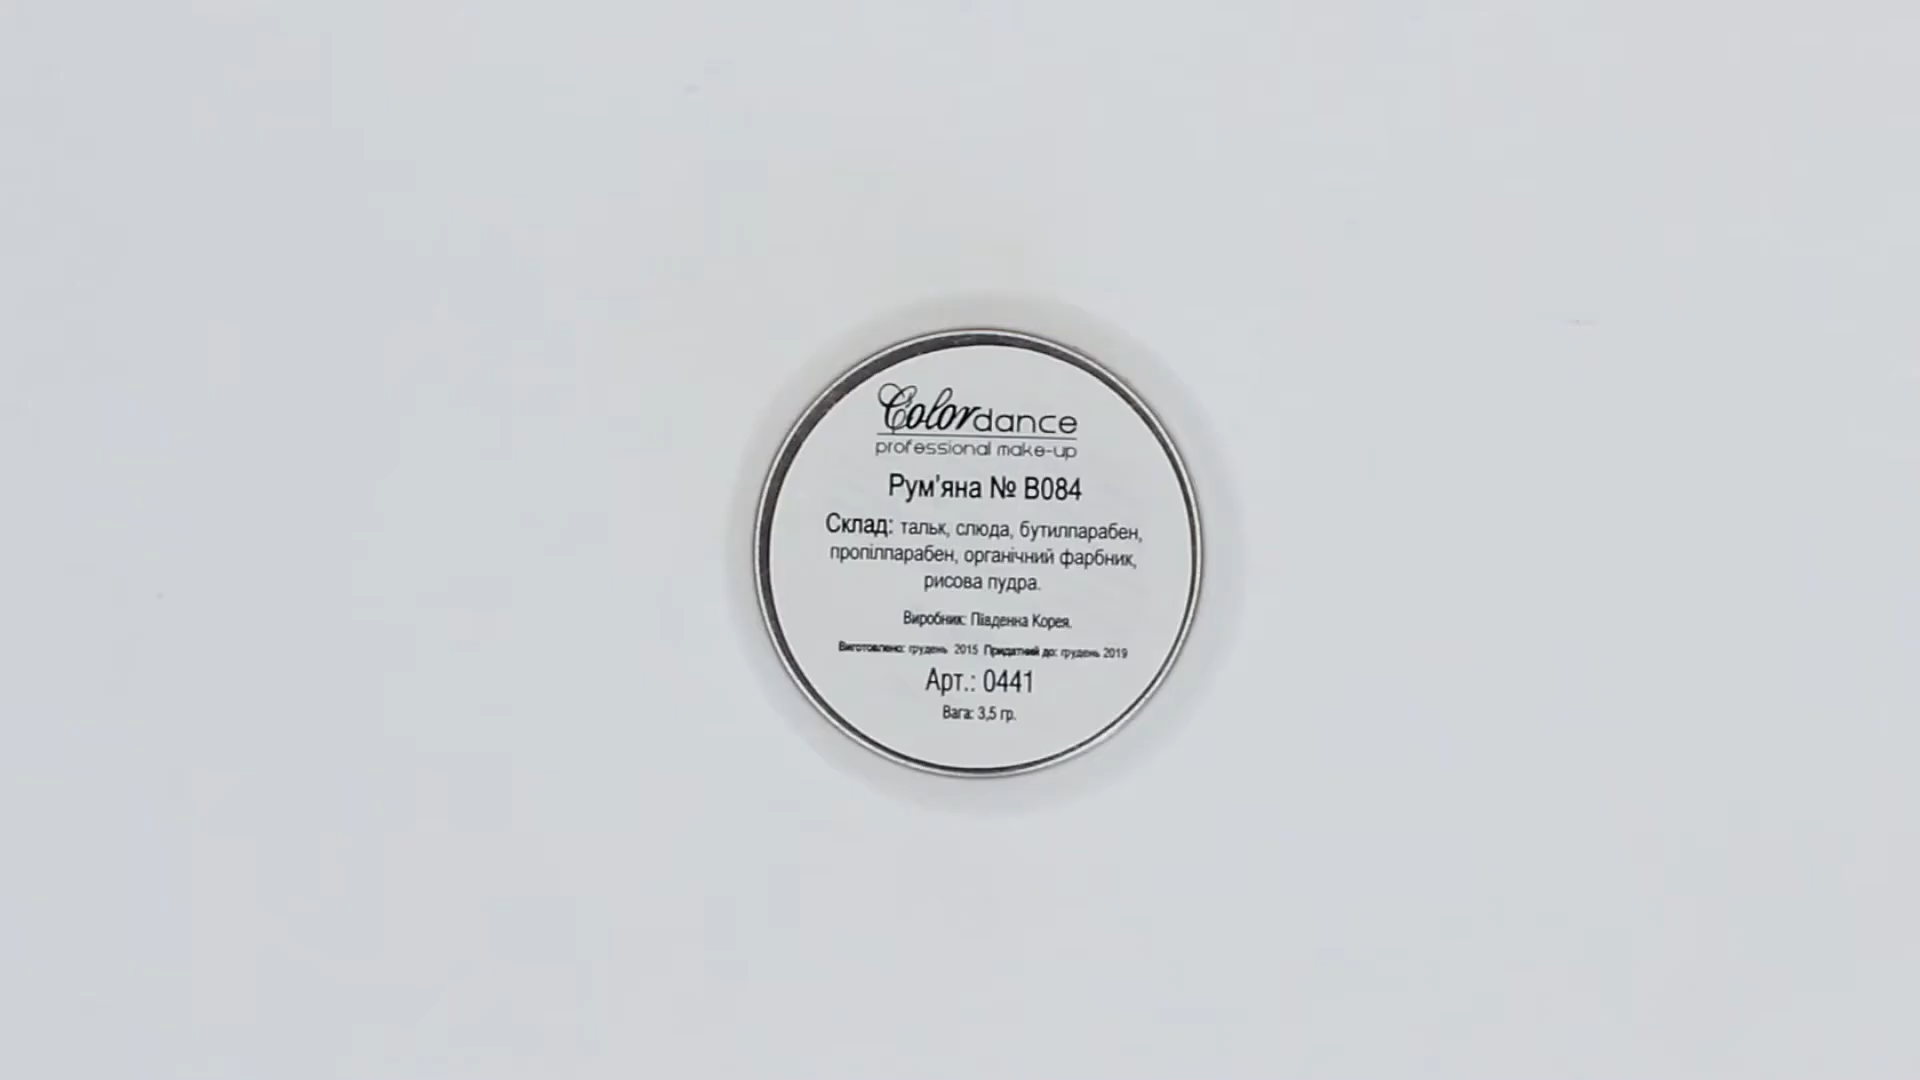 Colordance
professional make-up
Рум'яна № B084
Склад: тальк, слюда, бутилпарабен,
пропілпарабен, органічний фарбник,
рисова пудра.
Виробник: Південна Корея.
Виготовлено: грудень 2015 Придатний до: грудень 2019
Арт.: 0441
Вага: 3,5 гр.